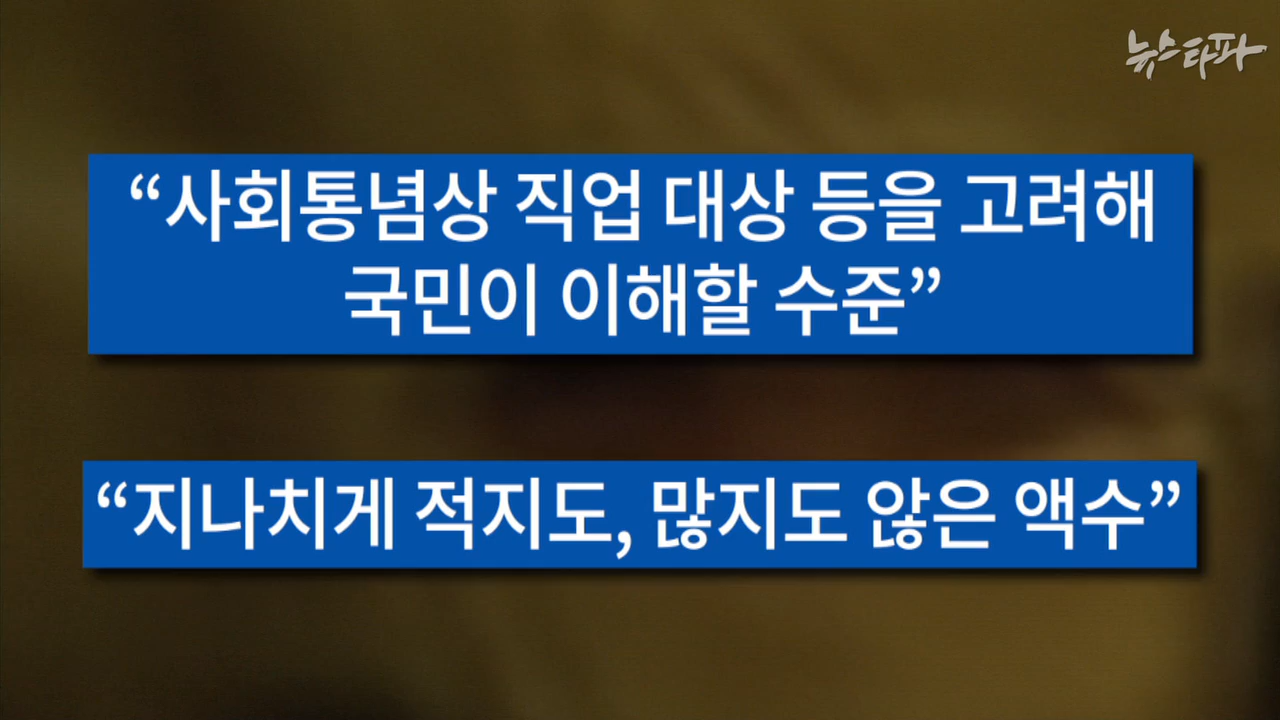 뉴스타파
“사회통념상 직업 대상 등을 고려해
국민이 이해할 수준”
“지나치게 적지도, 많지도 않은 액수”